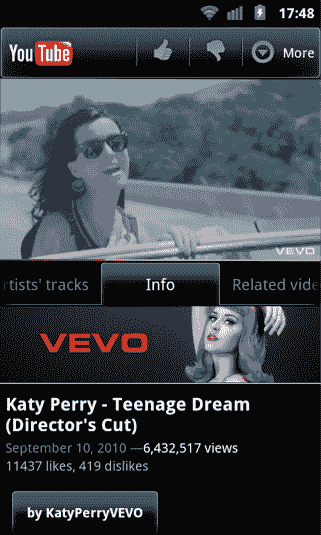 17:48
YouTube
More
VEVO
rtists' tracks
Info
Related vide
VEVO
Katy Perry - Teenage Dream
(Director's Cut)
September 10, 2010 —6,432,517 views
11437 likes, 419 dislikes
by KatyPerryVEVO